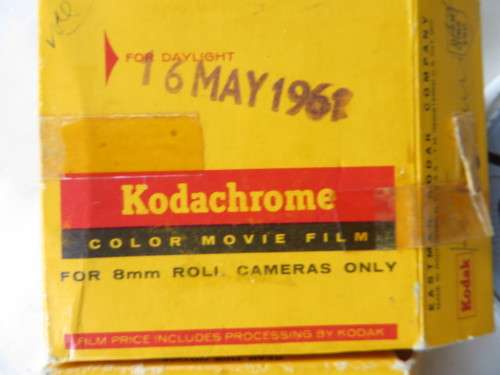 FOR DAYLIGHT
16 MAY 1962
Kodachrome
COLOR MOVIE FILM
FOR 8mm ROLL CAMERAS ONLY
FILM PRICE INCLUDES PROCESSING BY KODAK
EASTMAN KODAK COMPANY
Kodak